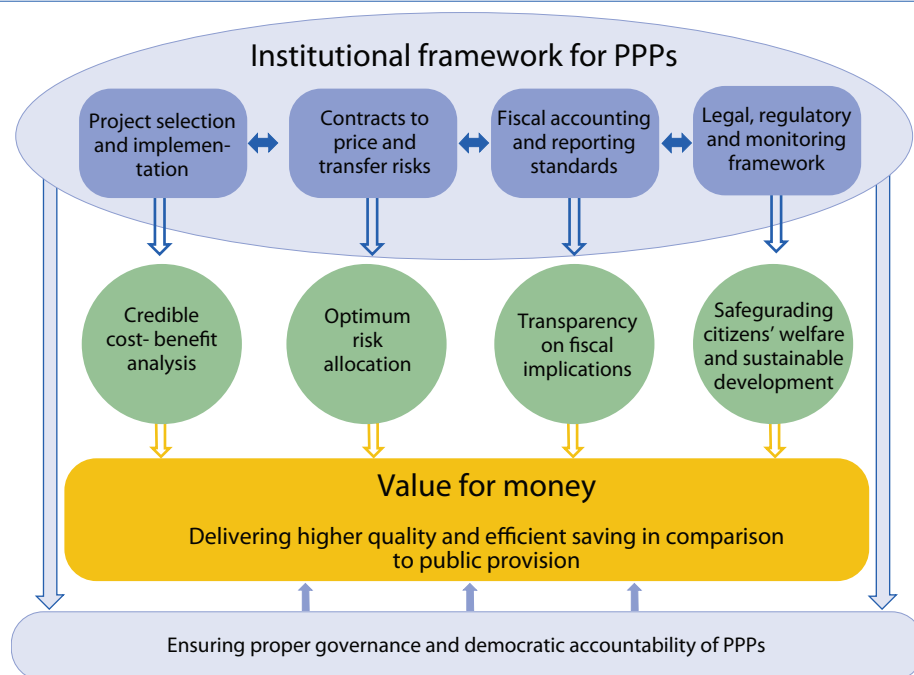 Institutional framework for PPPs
Project selection
and implemen-
tation
Contracts to
price and
transfer risks
Fiscal accounting
and reporting
standards
Legal, regulatory
and monitoring
framework
Credible
cost- benefit
analysis
Optimum
risk
allocation
Transparency
on fiscal
implications
Safegurading
citizens’ welfare
and sustainable
development
Value for money
Delivering higher quality and efficient saving in comparison
to public provision
Ensuring proper governance and democratic accountability of PPPs